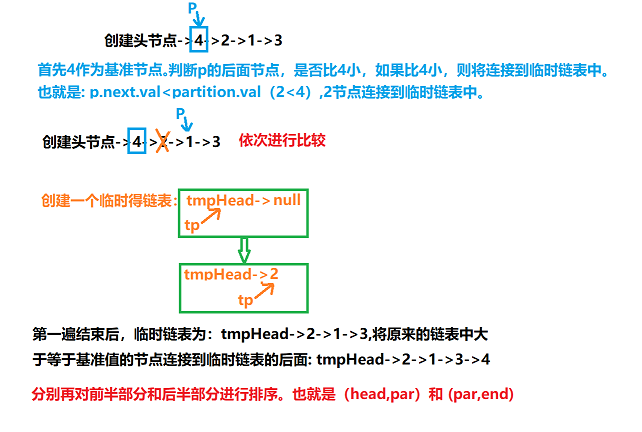 P
创建头节点->4->2->1->3
首先4作为基准节点.判断p的后面节点，是否比4小，如果比4小，则将连接到临时链表中。
也就是: p.next.val<partition.val（2<4）,2节点连接到临时链表中。
P
创建头节点->4->2->1->3 依次进行比较
创建一个临时得链表: tmpHead->null
tp
tmpHead->2
tp
第一遍结束后，临时链表为：tmpHead->2->1->3,将原来的链表中大
于等于基准值的节点连接到临时链表的后面: tmpHead->2->1->3->4
分别再对前半部分和后半部分进行排序。也就是（head,par）和 (par,end)